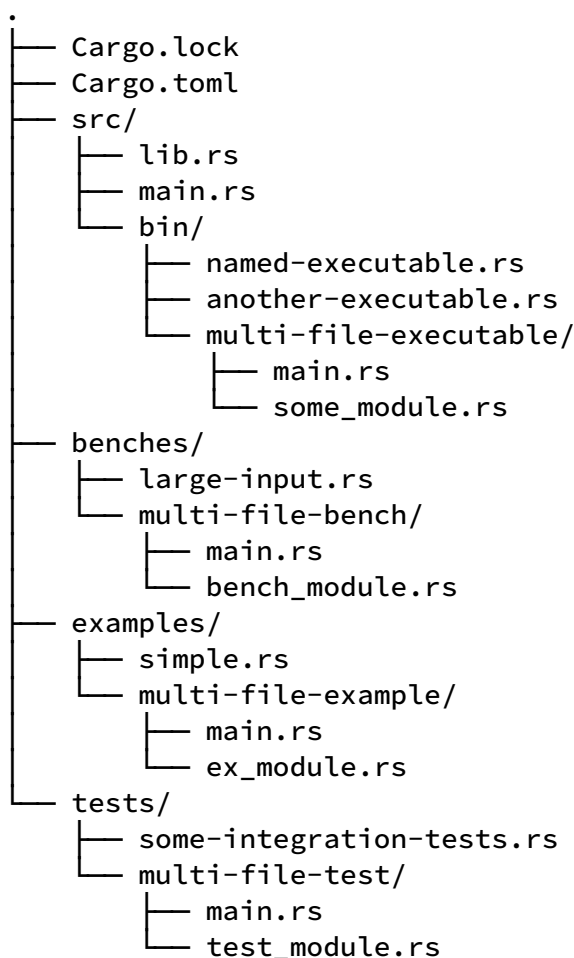 .
├── Cargo.lock
├── Cargo.toml
├── src/
│   ├── lib.rs
│   ├── main.rs
│   └── bin/
│       ├── named-executable.rs
│       ├── another-executable.rs
│       └── multi-file-executable/
│           ├── main.rs
│           └── some_module.rs
├── benches/
│   ├── large-input.rs
│   └── multi-file-bench/
│       ├── main.rs
│       └── bench_module.rs
├── examples/
│   ├── simple.rs
│   └── multi-file-example/
│       ├── main.rs
│       └── ex_module.rs
└── tests/
    ├── some-integration-tests.rs
    └── multi-file-test/
        ├── main.rs
        └── test_module.rs